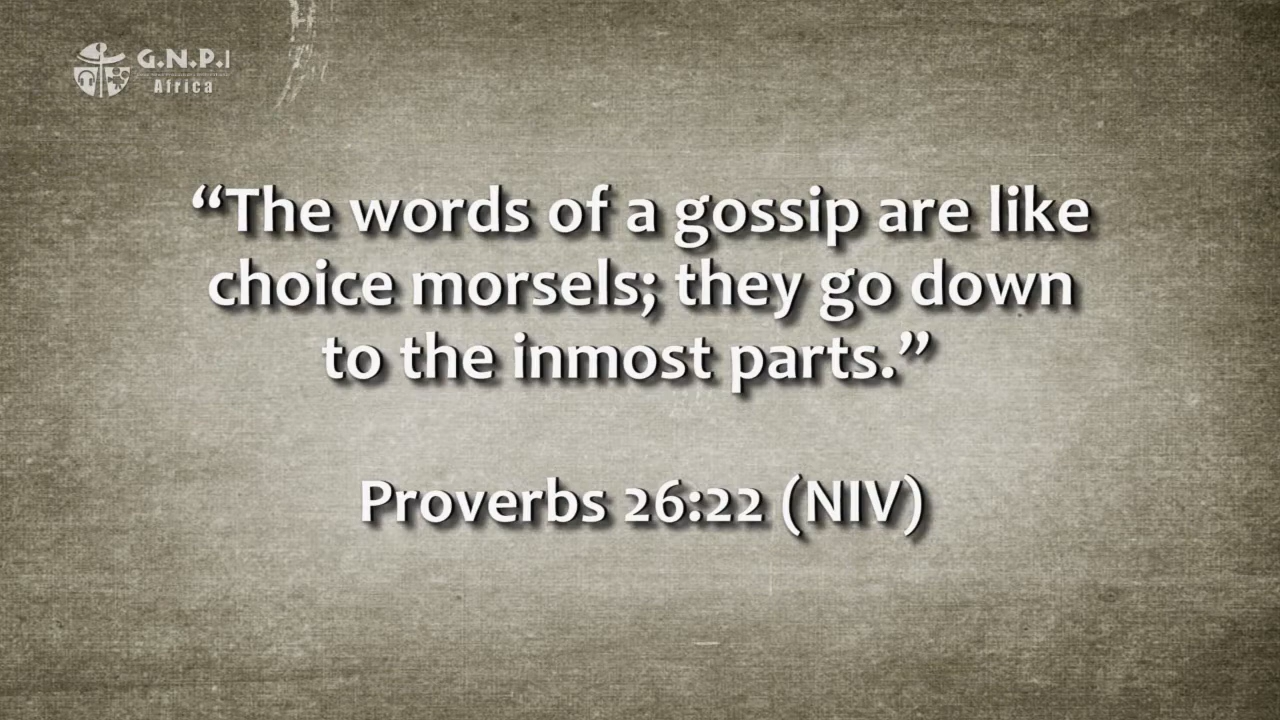 G.N.P.I
Africa
“The words of a gossip are like
choice morsels; they go down
to the inmost parts.”
Proverbs 26:22 (NIV)